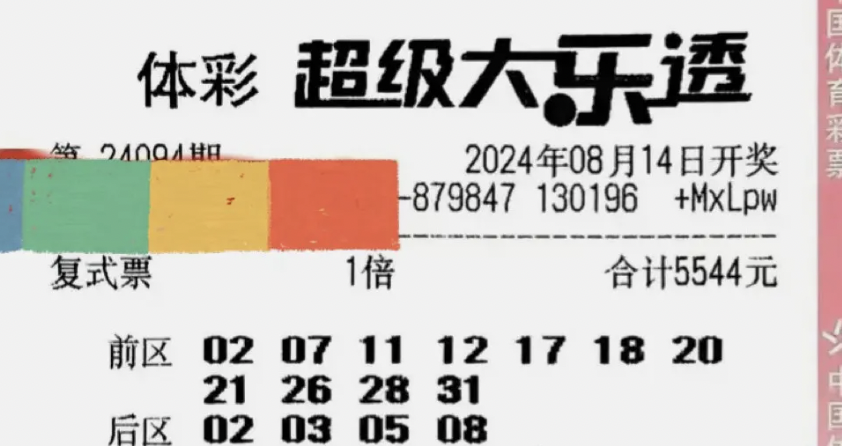 体彩 超级大乐透
第 24094期 2024年08月14日开奖
-879847 130196 +MxLpw
复式票 1倍 合计5544元
前区 02 07 11 12 17 18 20
21 26 28 31
后区 02 03 05 08
中国体育彩票
中国